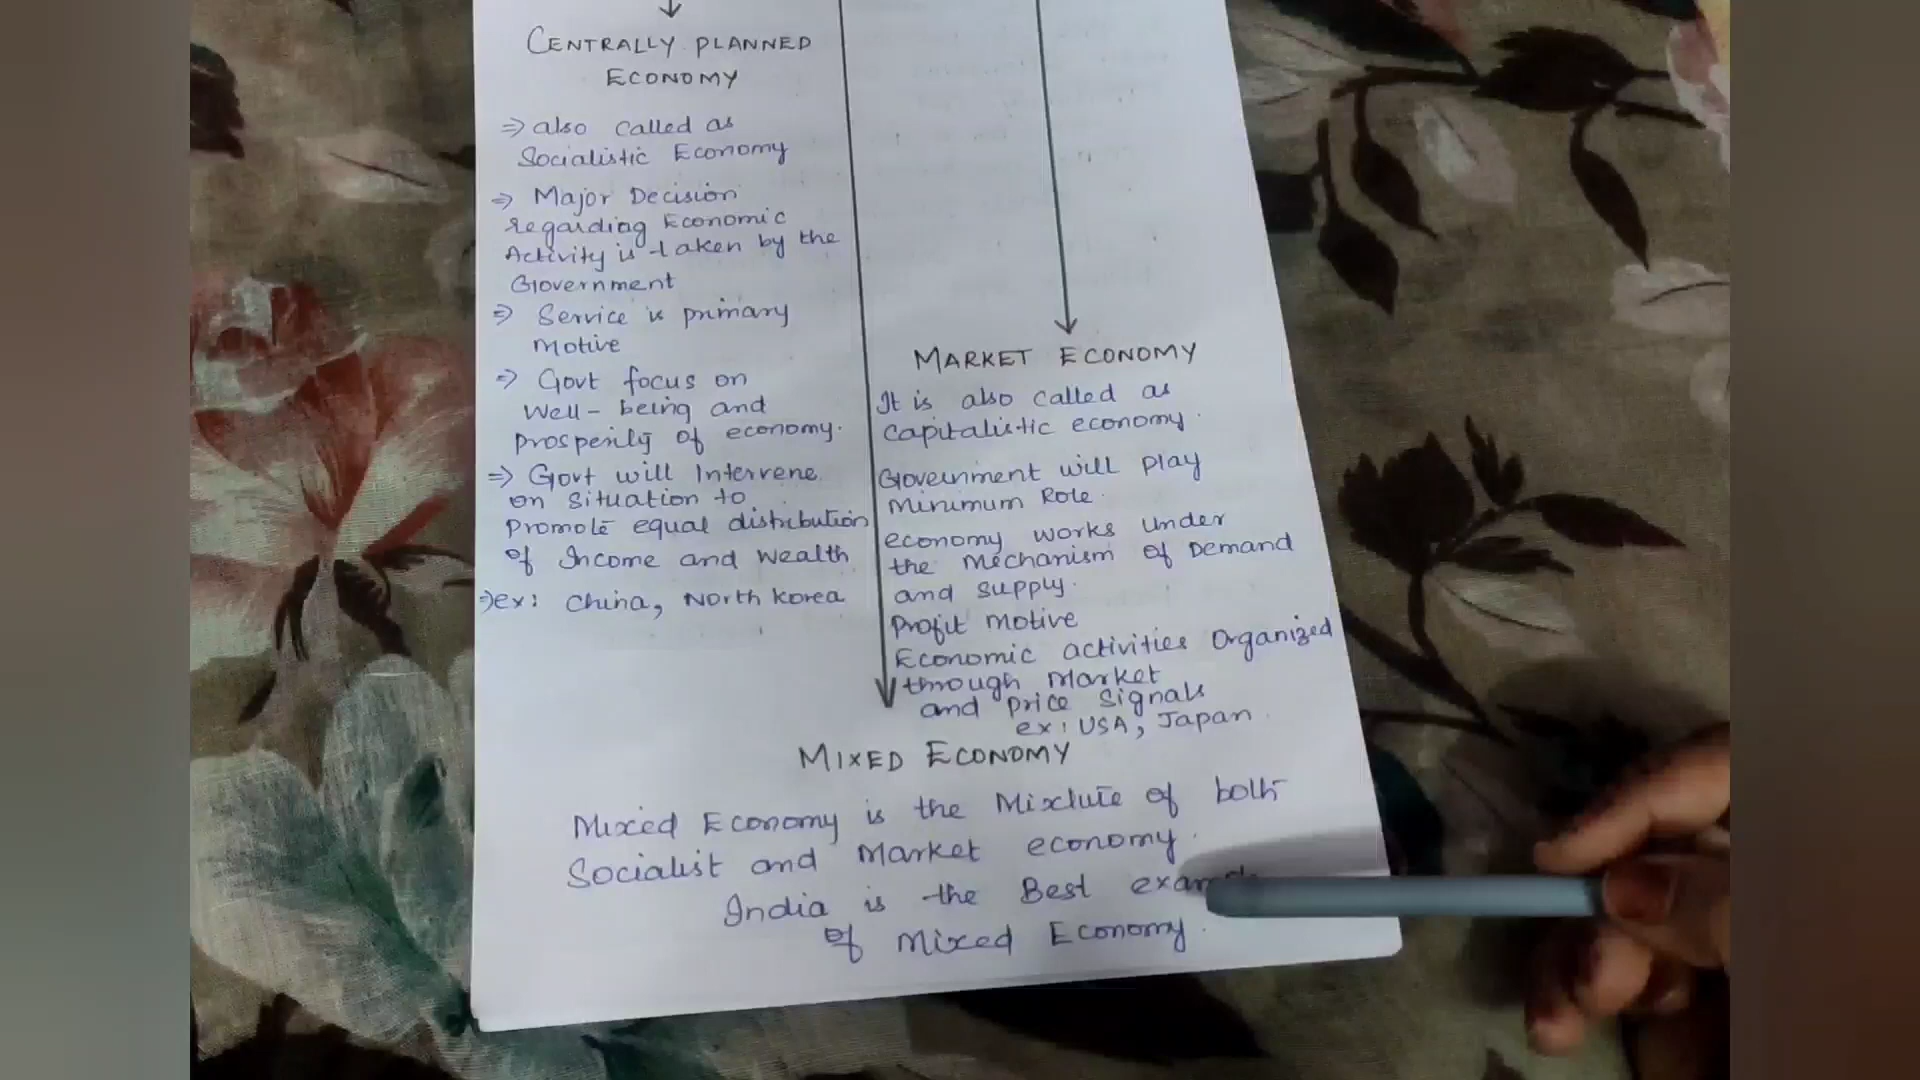 CENTRALLY PLANNED
ECONOMY
⇒ also called as
Socialistic Economy
⇒ Major Decision
regarding Economic
Activity is taken by the
Government
⇒ Service is primary
Motive
⇒ Govt focus on
Well-being and
prosperity of economy.
⇒ Govt will Intervene
on situation to
promote equal distribution
of Income and Wealth
⇒ ex: China, North Korea
MARKET ECONOMY
It is also called as
capitalistic economy.
Government will play
Minimum Role.
economy works under
the Mechanism of Demand
and supply.
Profit motive
Economic activities Organized
through Market
and price signals
ex: USA, Japan.
MIXED ECONOMY
Mixed Economy is the Mixture of both
Socialist and Market economy.
India is the Best
of Mixed Economy.